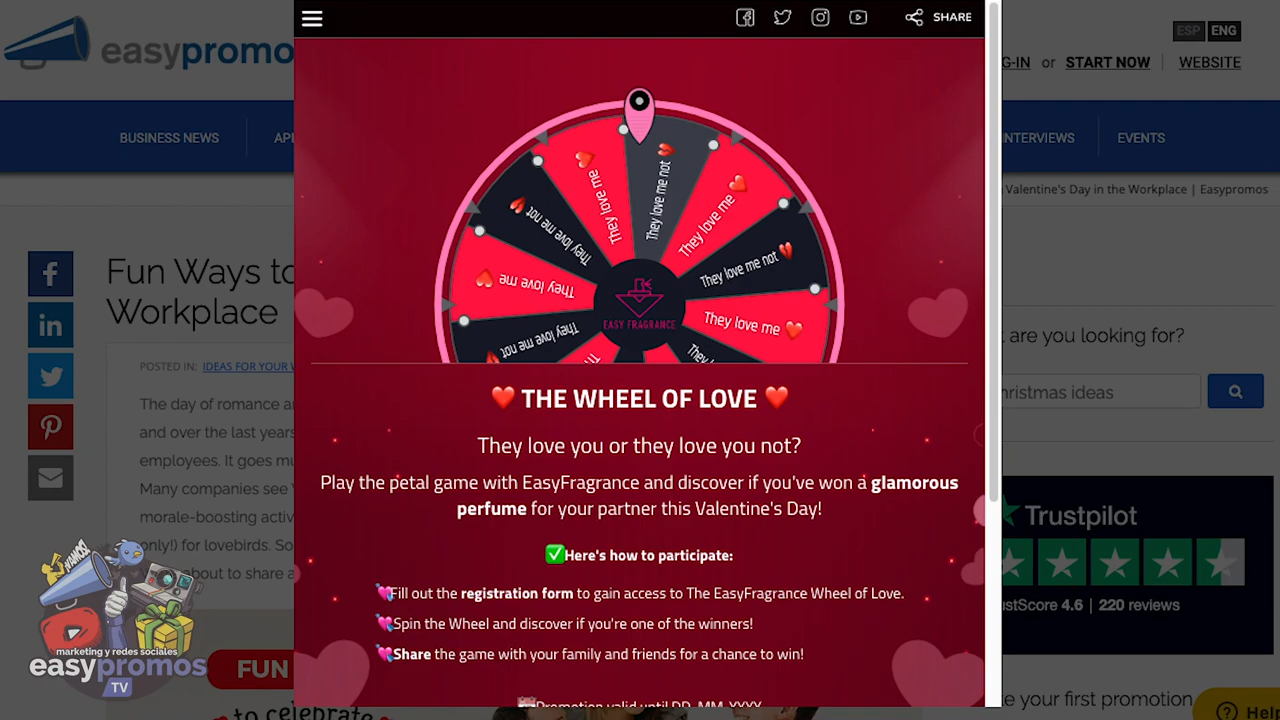 easypromos
ESP ENG
G-IN or START NOW WEBSITE
BUSINESS NEWS
INTERVIEWS
EVENTS
Valentine's Day in the Workplace | Easypromos
Fun Ways to
Workplace
POSTED IN: IDEAS FOR YOUR W
The day of romance an
and over the last years
employees. It goes mu
Many companies see
morale-boosting activ
only!) for lovebirds. So
about to share a
FUN
to celebrate
marketing y redes sociales
easypromos
TV
¡VAMOS!
SHARE
They love me not
They love me
They love me not
They love me
They love me
They love me not
They love me
They love me not
EASY FRAGRANCE
THE WHEEL OF LOVE
They love you or they love you not?
Play the petal game with EasyFragrance and discover if you've won a glamorous
perfume for your partner this Valentine's Day!
Here's how to participate:
Fill out the registration form to gain access to The EasyFragrance Wheel of Love.
Spin the Wheel and discover if you're one of the winners!
Share the game with your family and friends for a chance to win!
Promotion valid until DD-MM-YYYY
are you looking for?
hristmas ideas
Trustpilot
ustScore 4.6 | 220 reviews
e your first promotion
Help